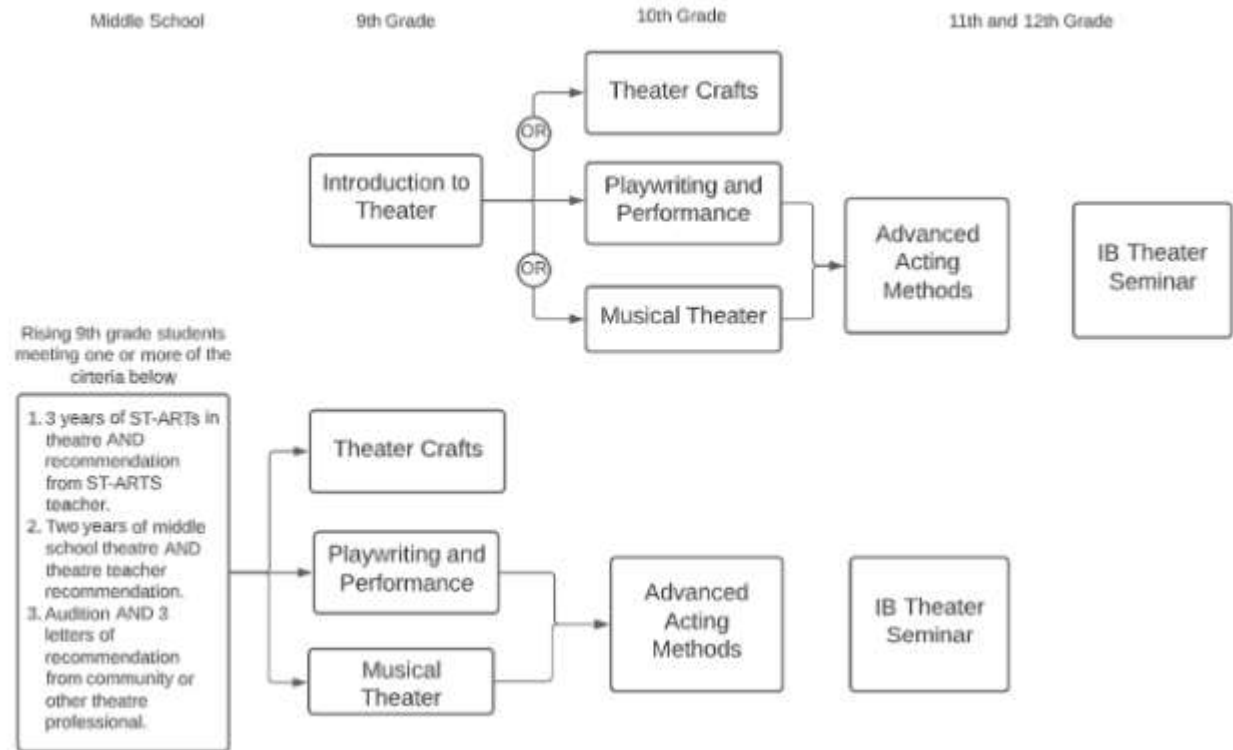 Middle School
9th Grade
10th Grade
11th and 12th Grade
Theater Crafts
OR
Introduction to
Theater
Playwriting and
Performance
OR
Musical Theater
Advanced
Acting
Methods
IB Theater
Seminar
Rising 9th grade students
meeting one or more of the
cirteria below
1. 3 years of ST-ARTs in
theatre AND
recommendation
from ST-ARTS
teacher.
2. Two years of middle
school theatre AND
theatre teacher
recommendation.
3. Audition AND 3
letters of
recommendation
from community or
other theatre
professional.
Theater Crafts
Playwriting and
Performance
Musical
Theater
Advanced
Acting
Methods
IB Theater
Seminar